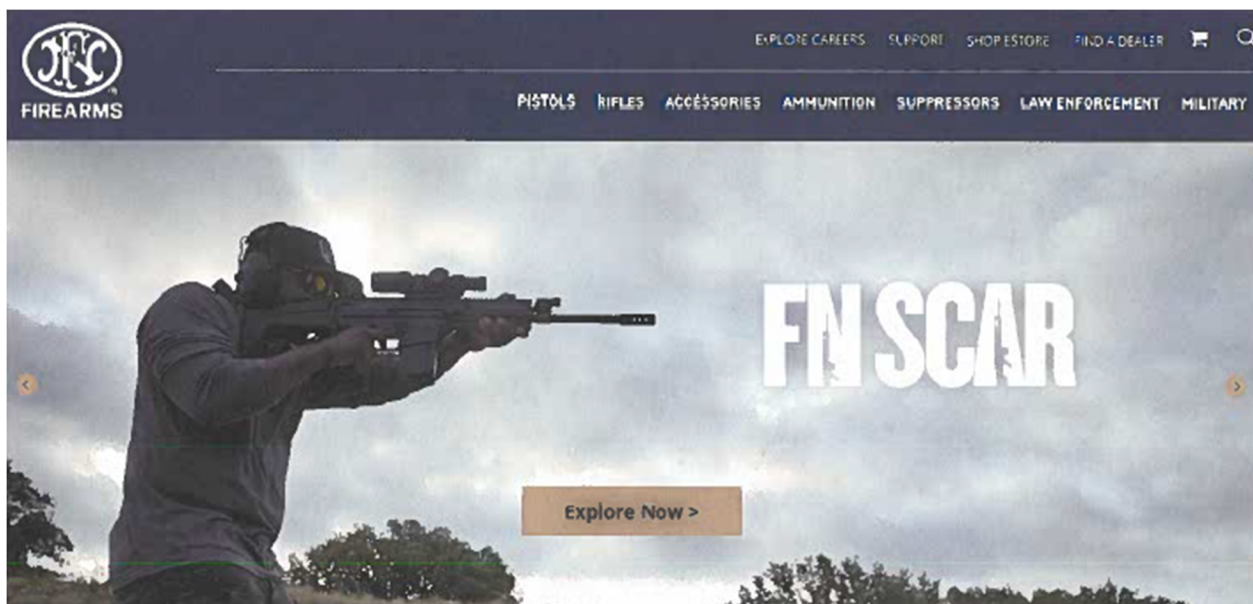 FN
FIREARMS
EXPLORE CAREERS SUPPORT SHOP ESTORE FIND A DEALER
PISTOLS RIFLES ACCESSORIES AMMUNITION SUPPRESSORS LAW ENFORCEMENT MILITARY
FN SCAR
Explore Now >